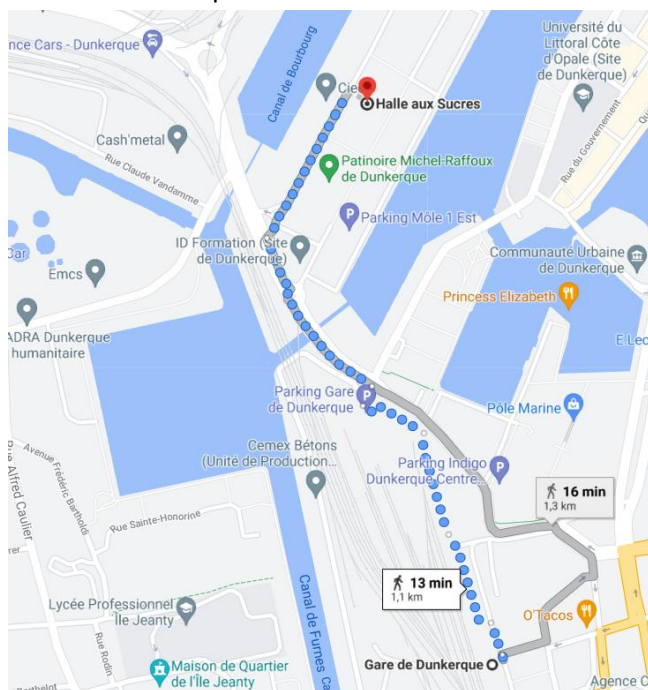 nce Cars - Dunkerque
Canal de Bourbourg
Université du
Littoral Côte
d'Opale (Site
de Dunkerque)
Halle aux Sucres
Cash'metal
Rue Claude Vandamme
Patinoire Michel-Raffoux
de Dunkerque
Rue du Gouvernement
Parking Môle 1 Est
ID Formation (Site
de Dunkerque)
Communauté Urbaine
de Dunkerque
Car.
Emcs
Princess Elizabeth
ADRA Dunkerque
humanitaire
E.Lec
Parking Gare
de Dunkerque
Pôle Marine
Rue Alfred Caulier
Avenue Frédéric Bartholdi
Cemex Bétons
(Unité de Production...
Parking Indigo
Dunkerque Centre...
16 min
1,3 km
Rue Sainte-Honorine
13 min
1,1 km
Lycée Professionnel
Île Jeanty
Canal de Furnes
O'Tacos
Rue Rodin
Maison de Quartier
de l'Île Jeanty
Gare de Dunkerque
Agence C
Barthelot